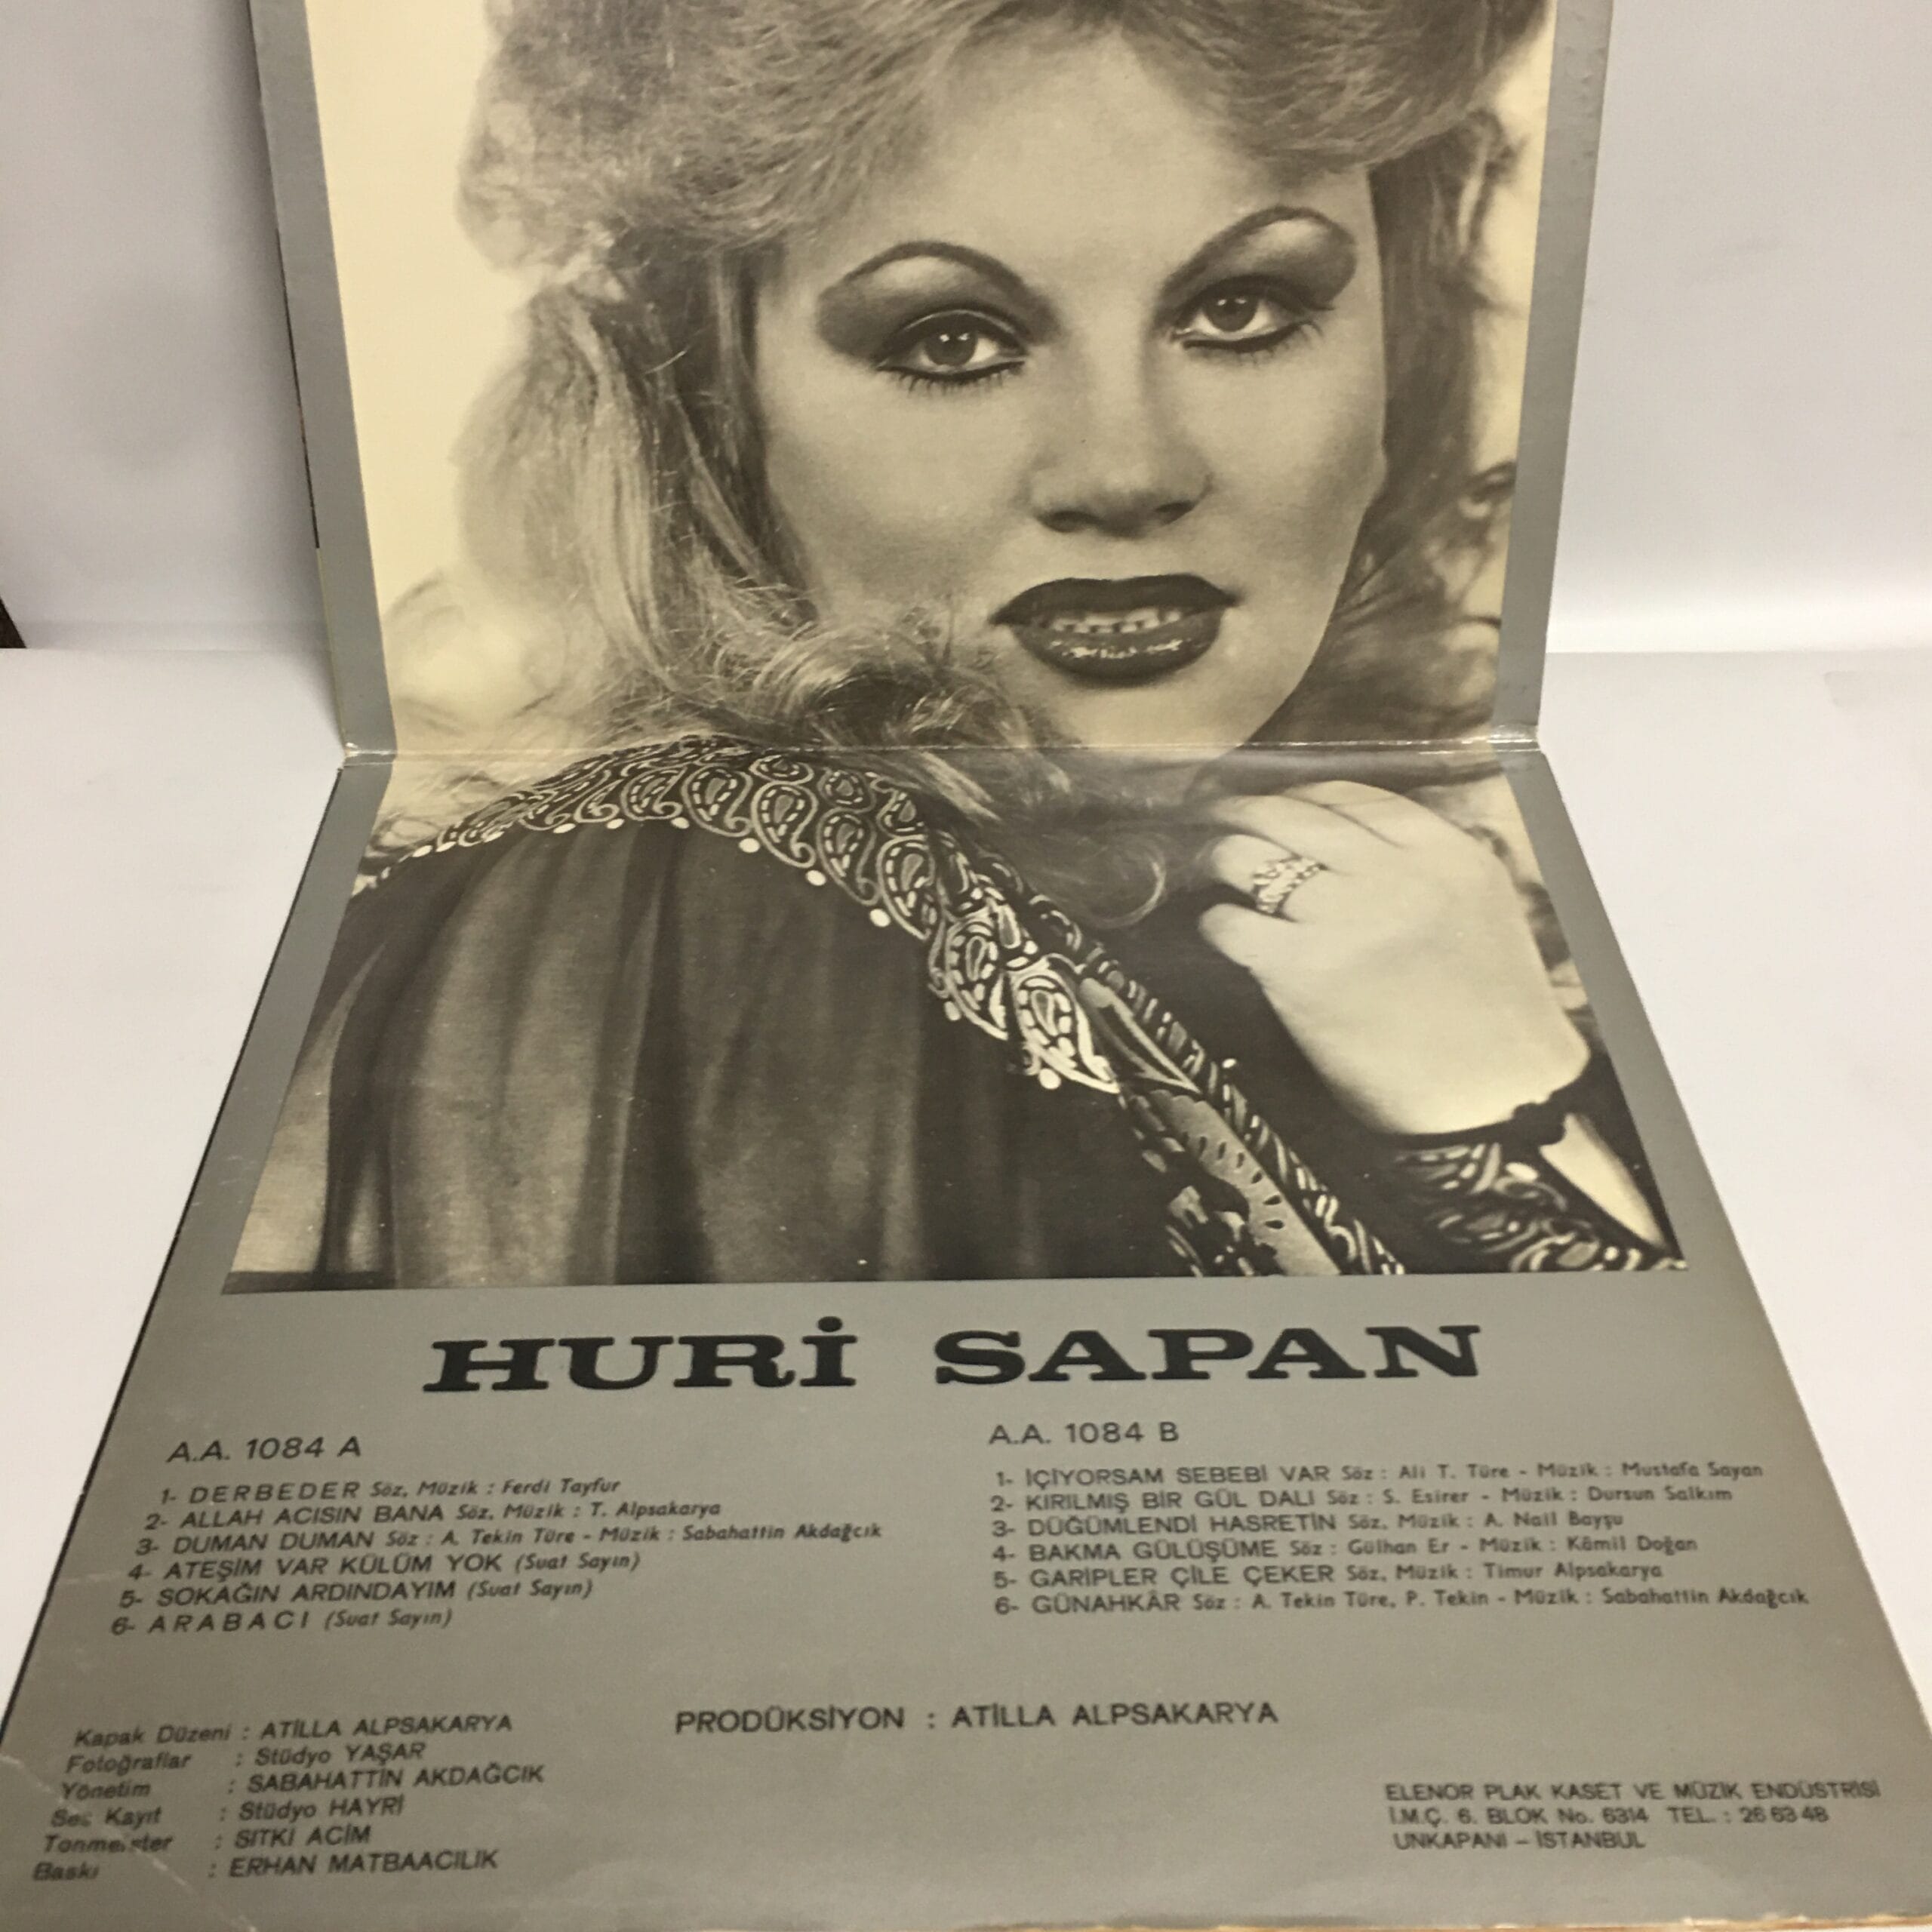 HURİ SAPAN
A.A. 1084 A
1- DERBEDER Söz, Müzik : Ferdi Tayfur
2- ALLAH ACISIN BANA Söz, Müzik : T. Alpsakarya
3- DUMAN DUMAN Söz : A. Tekin Türe - Müzik : Sabahattin Akdağcık
4- ATEŞİM VAR KÜLÜM YOK (Suat Sayın)
5- SOKAĞIN ARDINDAYIM (Suat Sayın)
6- ARABACI (Suat Sayın)
A.A. 1084 B
1- İÇİYORSAM SEBEBİ VAR Söz : Ali T. Türe - Müzik : Mustafa Sayan
2- KIRILMIŞ BİR GÜL DALI Söz : S. Esirer - Müzik : Dursun Salkım
3- DÜĞÜMLENDİ HASRETİN Söz, Müzik : A. Nail Bayşu
4- BAKMA GÜLÜŞÜME Söz : Gülhan Er - Müzik : Kâmil Doğan
5- GARİPLER ÇİLE ÇEKER Söz, Müzik : Timur Alpsakarya
6- GÜNAHKÂR Söz : A. Tekin Türe, P. Tekin - Müzik : Sabahattin Akdağcık
Kapak Düzeni : ATİLLA ALPSAKARYA
Fotoğraflar : Stüdyo YAŞAR
Yönetim : SABAHATTİN AKDAĞCIK
Ses Kayıt : Stüdyo HAYRİ
Tonmeister : SITKI ACİM
Baskı : ERHAN MATBAACILIK
PRODÜKSİYON : ATİLLA ALPSAKARYA
ELENOR PLAK KASET VE MÜZİK ENDÜSTRİSİ
İ.M.Ç. 6. BLOK No. 6314 TEL. : 26 63 48
UNKAPANI - İSTANBUL